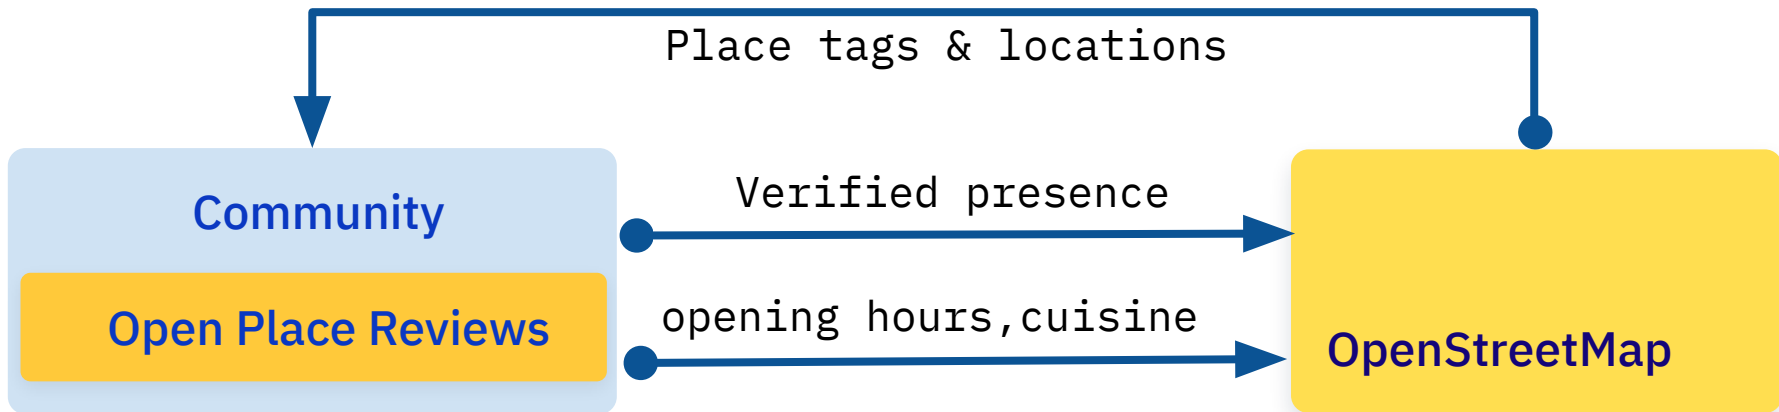 Place tags & locations
Verified presence
Community
opening hours,cuisine
Open Place Reviews
OpenStreetMap